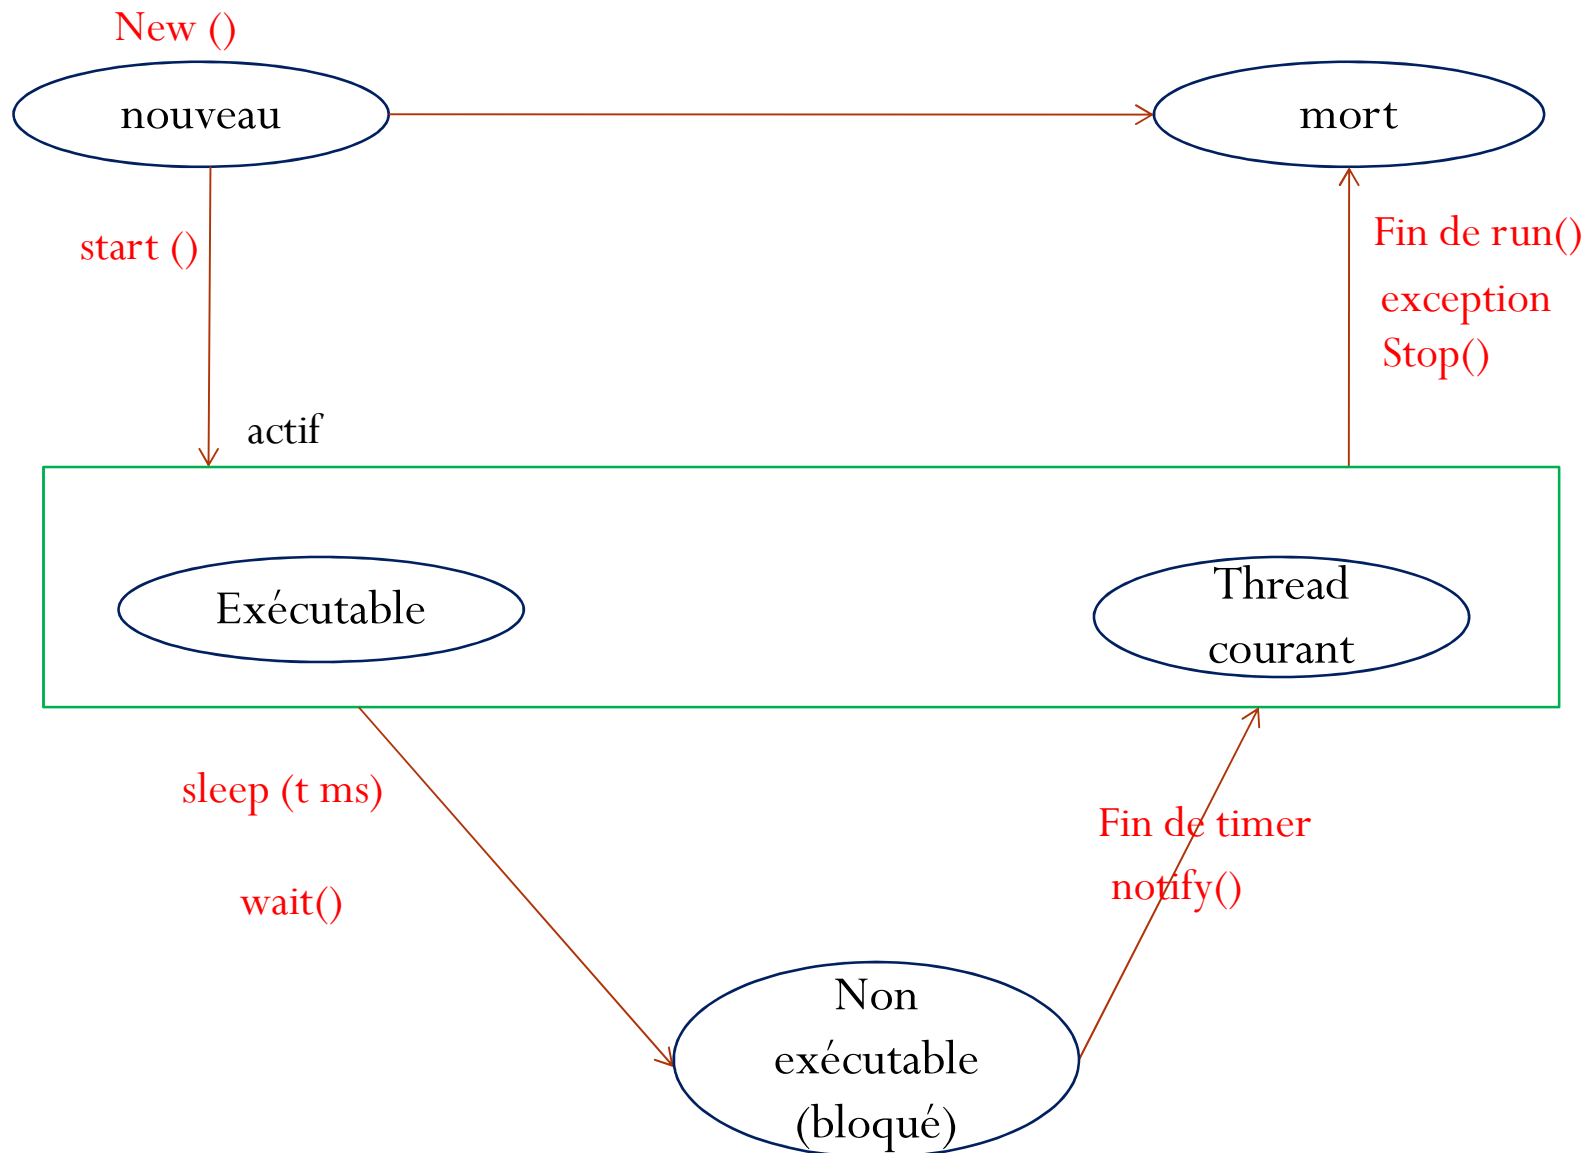 New ()
nouveau
mort
start ()
Fin de run()
exception
Stop()
actif
Exécutable
Thread
courant
sleep (t ms)
Fin de timer
wait()
notify()
Non
exécutable
(bloqué)